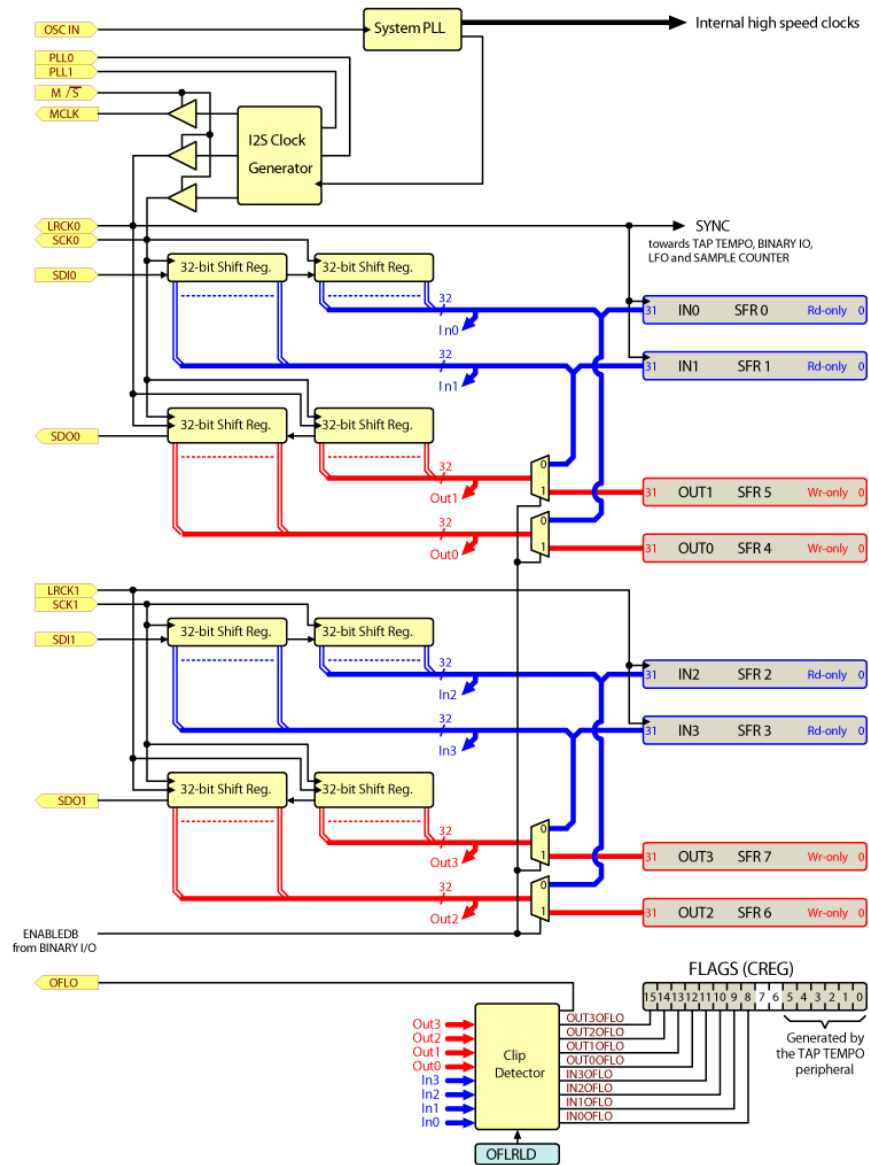 OSC IN
System PLL
Internal high speed clocks
PLL0
PLL1
M /S
MCLK
I2S Clock
Generator
LRCK0
SYNC
SCK0
towards TAP TEMPO, BINARY IO,
LFO and SAMPLE COUNTER
SDI0
32-bit Shift Reg.
32-bit Shift Reg.
32
In0
31 IN0 SFR 0 Rd-only 0
32
In1
31 IN1 SFR 1 Rd-only 0
SDO0
32-bit Shift Reg.
32-bit Shift Reg.
32
Out1
0
1
31 OUT1 SFR 5 Wr-only 0
32
Out0
0
1
31 OUT0 SFR 4 Wr-only 0
LRCK1
SCK1
SDI1
32-bit Shift Reg.
32-bit Shift Reg.
32
In2
31 IN2 SFR 2 Rd-only 0
32
In3
31 IN3 SFR 3 Rd-only 0
SDO1
32-bit Shift Reg.
32-bit Shift Reg.
32
Out3
0
1
31 OUT3 SFR 7 Wr-only 0
32
Out2
0
1
31 OUT2 SFR 6 Wr-only 0
ENABLEDB
from BINARY I/O
FLAGS (CREG)
OFLO
15 14 13 12 11 10 9 8 7 6 5 4 3 2 1 0
Out3
Out2
Out1
Out0
In3
In2
In1
In0
Clip
Detector
OUT3OFLO
OUT2OFLO
OUT1OFLO
OUT0OFLO
IN3OFLO
IN2OFLO
IN1OFLO
IN0OFLO
Generated by
the TAP TEMPO
peripheral
OFLRLD